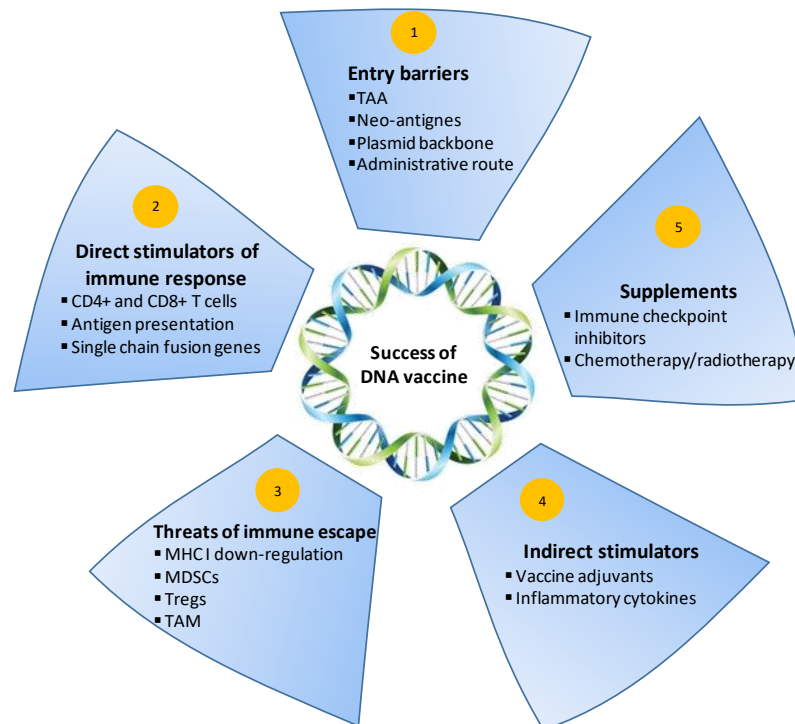 1
Entry barriers
▪TAA
▪Neo-antignes
▪Plasmid backbone
▪Administrative route
2
Direct stimulators of
immune response
▪ CD4+ and CD8+ T cells
▪ Antigen presentation
▪ Single chain fusion genes
3
Threats of immune escape
▪ MHC I down-regulation
▪ MDSCs
▪ Tregs
▪ TAM
4
Indirect stimulators
▪ Vaccine adjuvants
▪ Inflammatory cytokines
5
Supplements
▪ Immune checkpoint
inhibitors
▪ Chemotherapy/radiotherapy
Success of
DNA vaccine